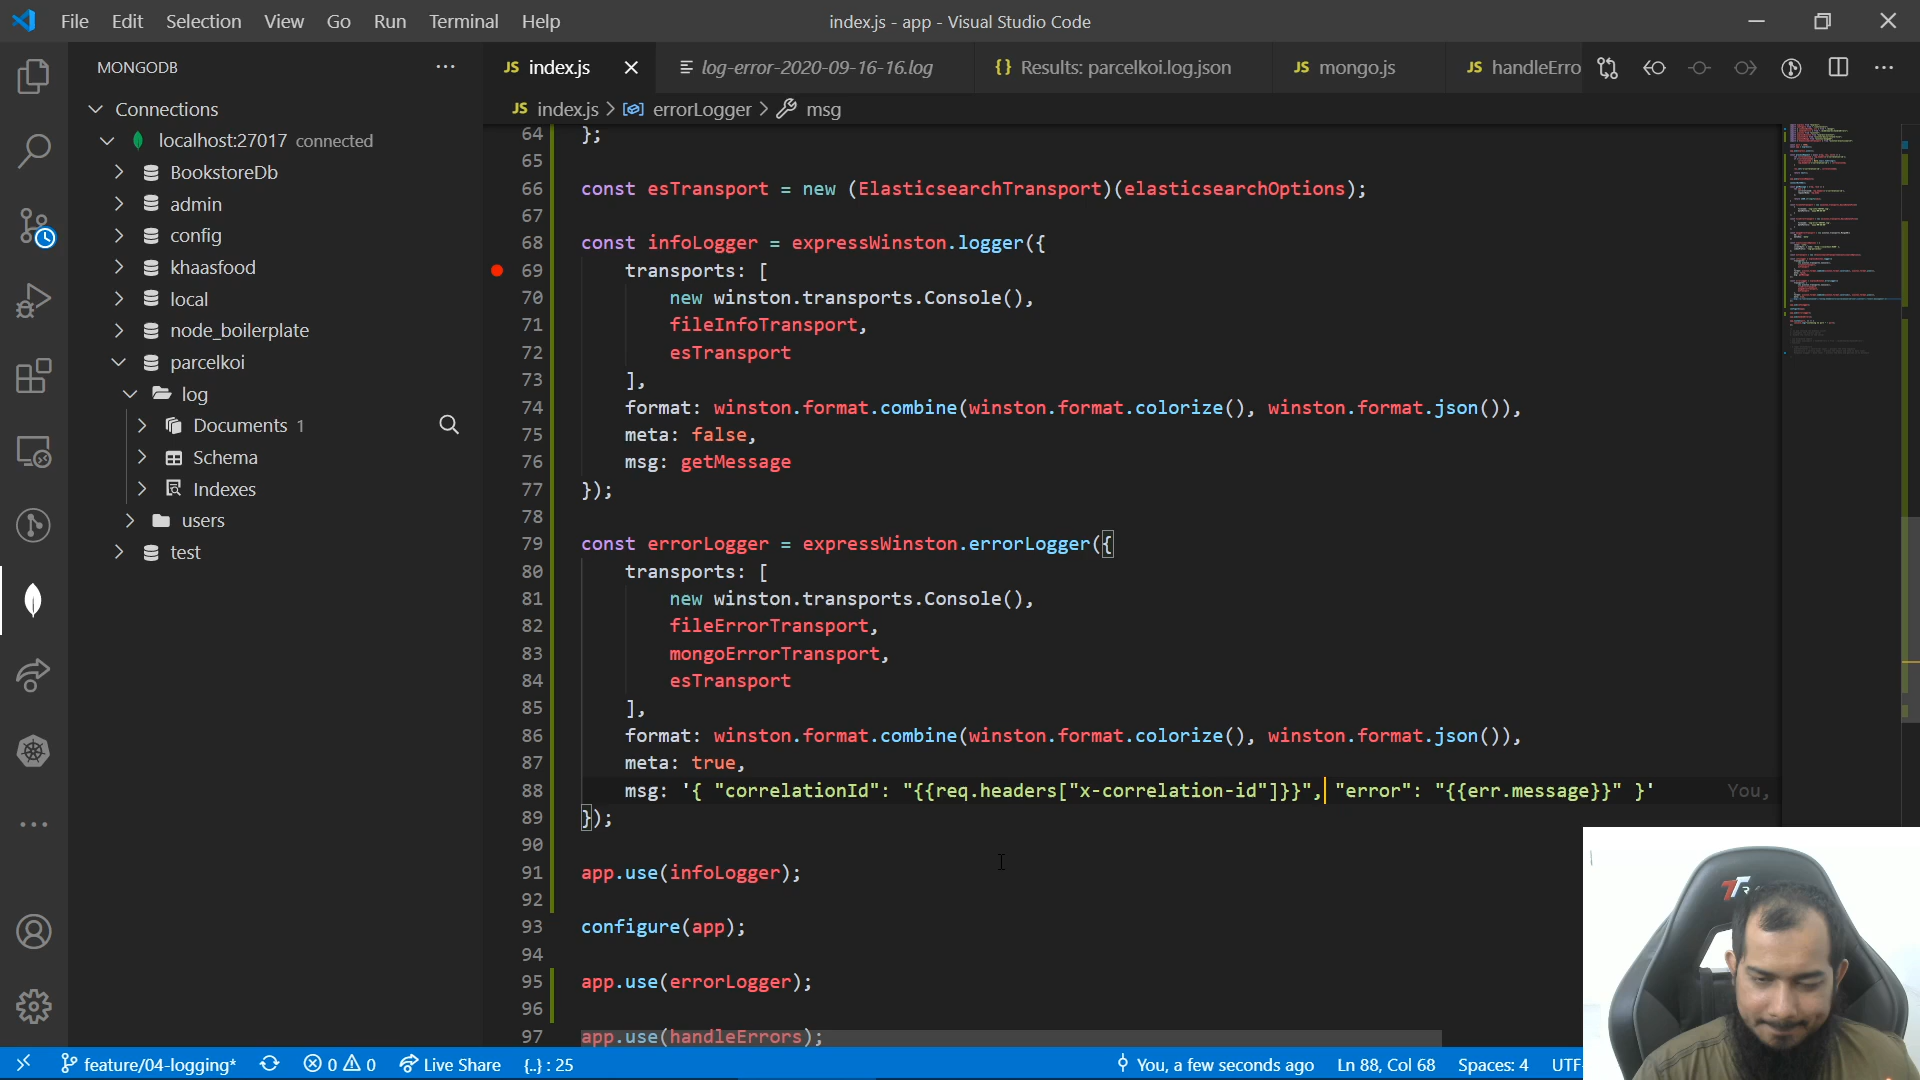 File Edit Selection View Go Run Terminal Help
index.js - app - Visual Studio Code
MONGODB
Connections
localhost:27017 connected
BookstoreDb
admin
config
khaasfood
local
node_boilerplate
parcelkoi
log
Documents 1
Schema
Indexes
users
test
JS index.js
log-error-2020-09-16-16.log
{} Results: parcelkoi.log.json
JS mongo.js
JS handleErro
JS index.js > errorLogger > msg
64 };
65
66 const esTransport = new (ElasticsearchTransport)(elasticsearchOptions);
67
68 const infoLogger = expressWinston.logger({
69 transports: [
70 new winston.transports.Console(),
71 fileInfoTransport,
72 esTransport
73 ],
74 format: winston.format.combine(winston.format.colorize(), winston.format.json()),
75 meta: false,
76 msg: getMessage
77 });
78
79 const errorLogger = expressWinston.errorLogger({
80 transports: [
81 new winston.transports.Console(),
82 fileErrorTransport,
83 mongoErrorTransport,
84 esTransport
85 ],
86 format: winston.format.combine(winston.format.colorize(), winston.format.json()),
87 meta: true,
88 msg: '{ "correlationId": "{{req.headers["x-correlation-id"]}}", "error": "{{err.message}}" }' You,
89 });
90
91 app.use(infoLogger);
92
93 configure(app);
94
95 app.use(errorLogger);
96
97 app.use(handleErrors);
feature/04-logging* 0 0 Live Share {..} : 25 You, a few seconds ago Ln 88, Col 68 Spaces: 4 UTF